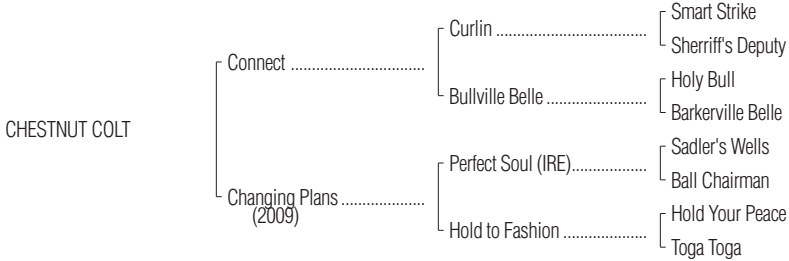 Smart Strike
Curlin ....................................
Sherriff's Deputy
Connect ................................
Holy Bull
Bullville Belle ........................
Barkerville Belle
CHESTNUT COLT
Sadler's Wells
Perfect Soul (IRE)..................
Ball Chairman
Changing Plans ....................
(2009)
Hold Your Peace
Hold to Fashion ....................
Toga Toga